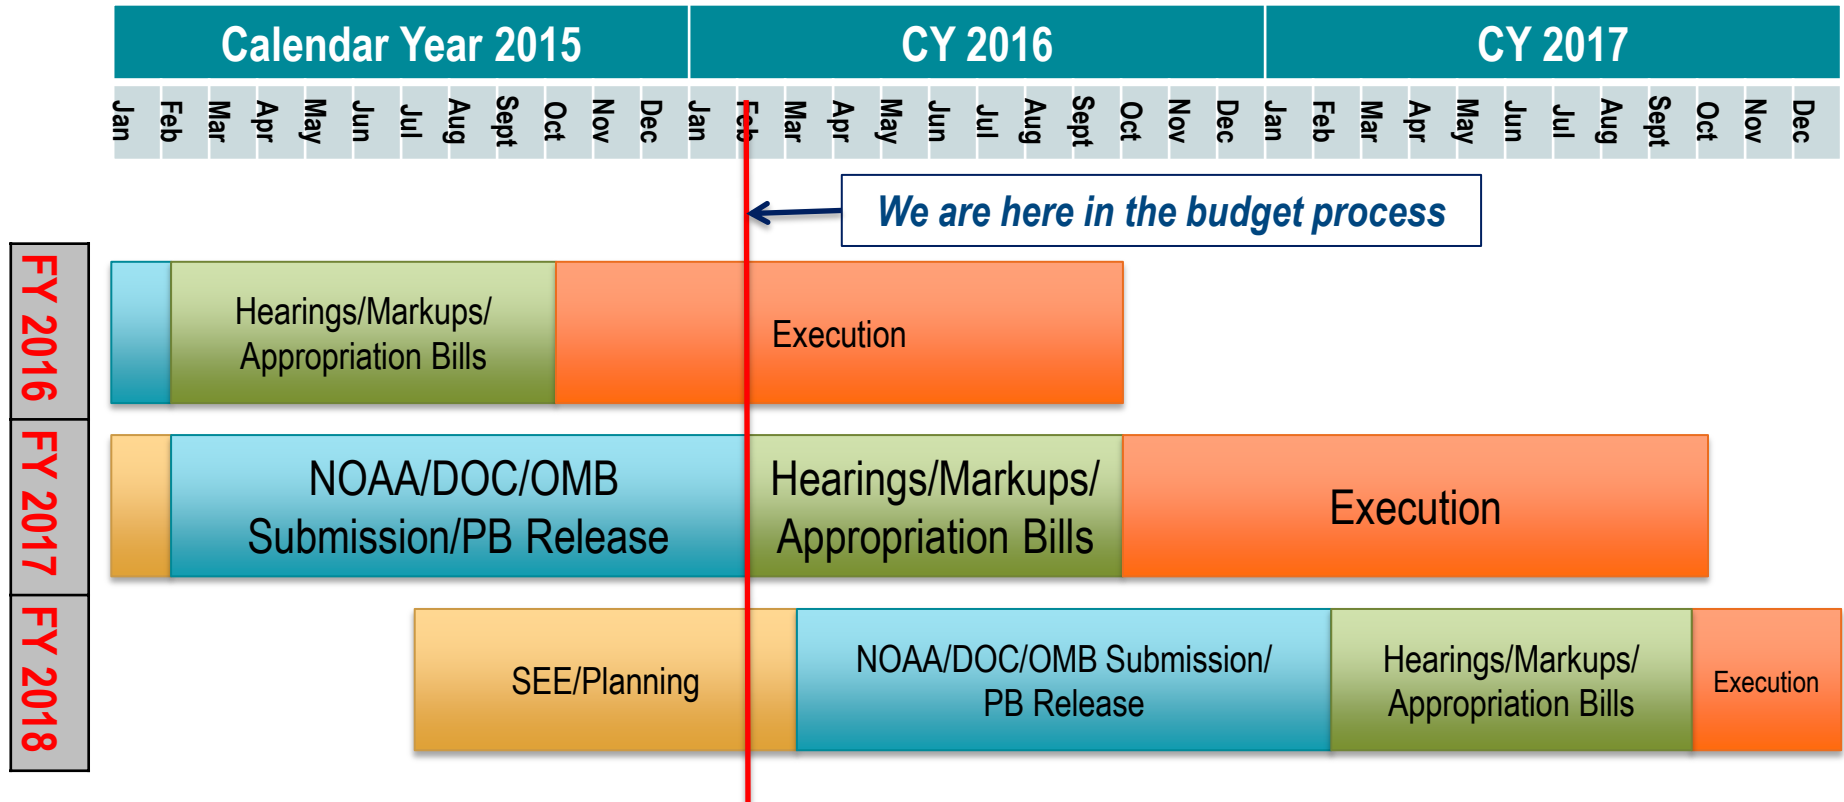 Calendar Year 2015 CY 2016 CY 2017
Jan Feb Mar Apr May Jun Jul Aug Sept Oct Nov Dec Jan Feb Mar Apr May Jun Jul Aug Sept Oct Nov Dec Jan Feb Mar Apr May Jun Jul Aug Sept Oct Nov Dec
We are here in the budget process
FY 2016
Hearings/Markups/
Appropriation Bills
Execution
FY 2017
NOAA/DOC/OMB
Submission/PB Release
Hearings/Markups/
Appropriation Bills
Execution
FY 2018
SEE/Planning
NOAA/DOC/OMB Submission/
PB Release
Hearings/Markups/
Appropriation Bills
Execution